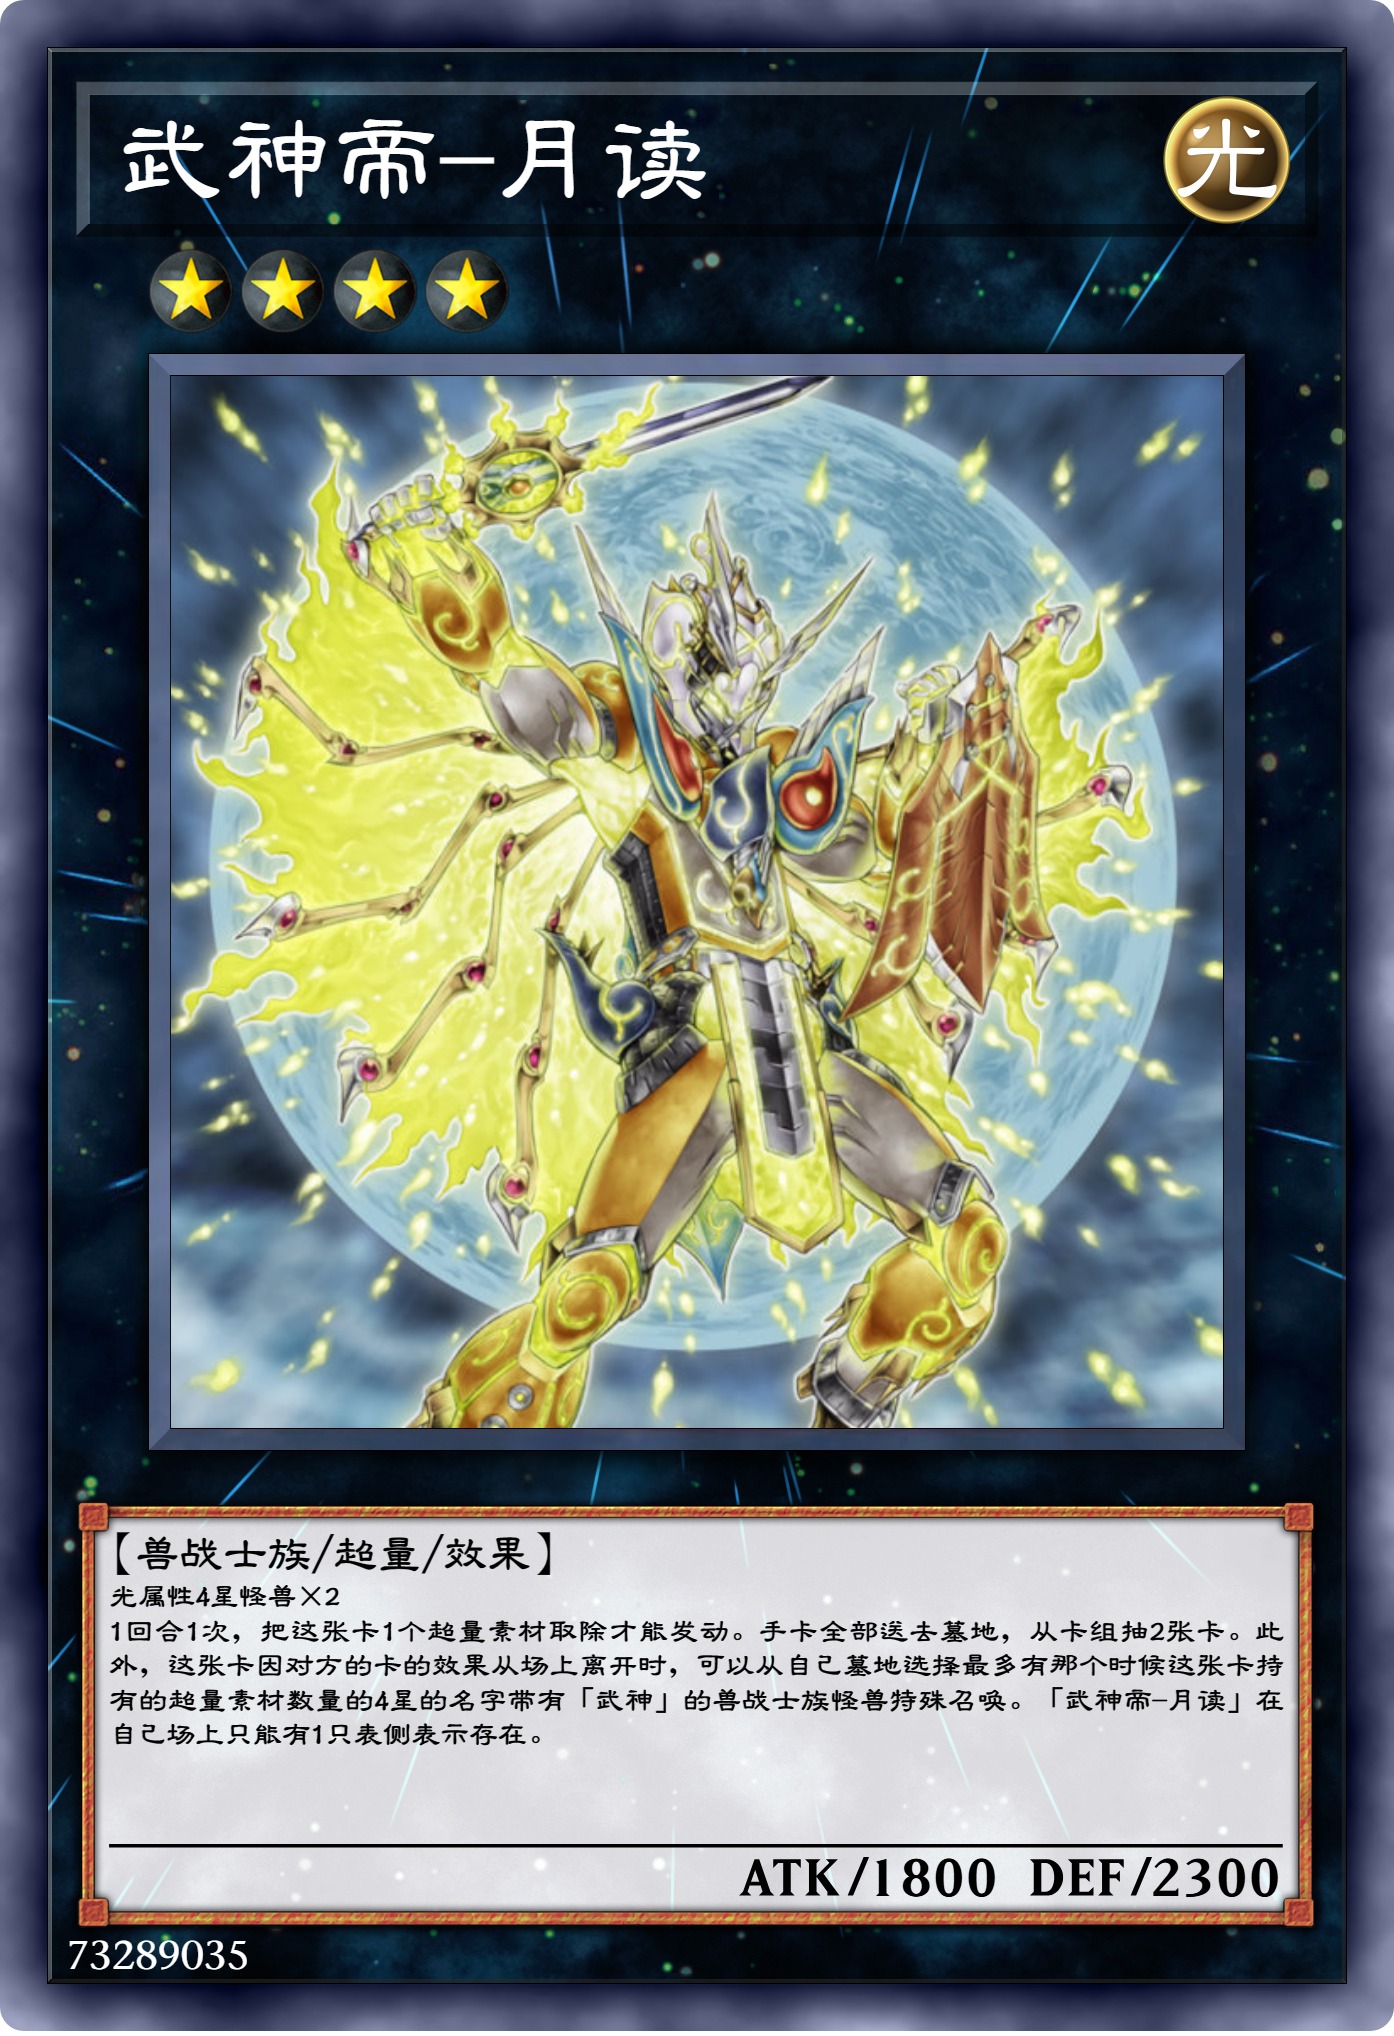 武神帝-月读
光
【兽战士族/超量/效果】
光属性4星怪兽×2
1回合1次，把这张卡1个超量素材取除才能发动。手卡全部送去墓地，从卡组抽2张卡。此
外，这张卡因对方的卡的效果从场上离开时，可以从自己墓地选择最多有那个时候这张卡持
有的超量素材数量的4星的名字带有「武神」的兽战士族怪兽特殊召唤。「武神帝-月读」在
自己场上只能有1只表侧表示存在。
ATK/1800 DEF/2300
73289035